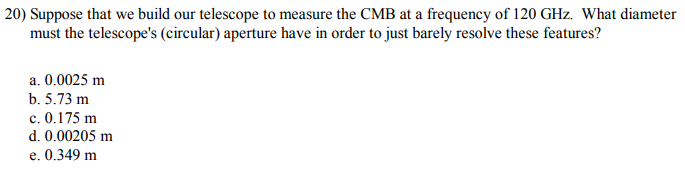 20) Suppose that we build our telescope to measure the CMB at a frequency of 120 GHz.  What diameter
must the telescope's (circular) aperture have in order to just barely resolve these features?
a. 0.0025 m
b. 5.73 m
c. 0.175 m
d. 0.00205 m
e. 0.349 m